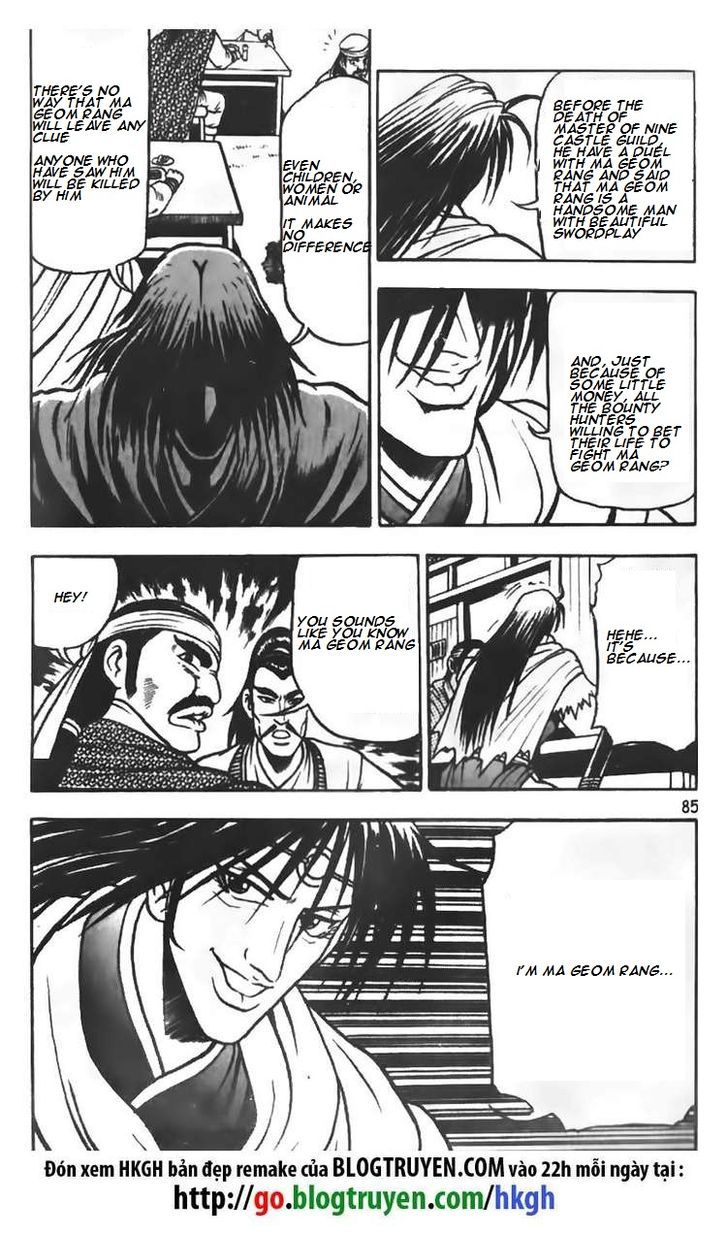 BEFORE THE
DEATH OF
MASTER OF NINE
CASTLE GUILD,
HE HAVE A DUEL
WITH MA GEOM
RANG AND SAID
THAT MA GEOM
RANG IS A
HANDSOME MAN
WITH BEAUTIFUL
SWORDPLAY
AND, JUST
BECAUSE OF
SOME LITTLE
MONEY, ALL
THE BOUNTY
HUNTERS
WILLING TO BET
THEIR LIFE TO
FIGHT MA
GEOM RANG?
EVEN
CHILDREN,
WOMEN OR
ANIMAL
IT MAKES
NO
DIFFERENCE
THERE'S NO
WAY THAT MA
GEOM RANG
WILL LEAVE ANY
CLUE
ANYONE WHO
HAVE SAW HIM
WILL BE KILLED
BY HIM
HEHE...
IT'S
BECAUSE...
YOU SOUNDS
LIKE YOU KNOW
MA GEOM RANG
HEY!
85
I'M MA GEOM RANG...
Đón xem HKGH bản đẹp remake của BLOGTRUYEN.COM vào 22h mỗi ngày tại :
http://go.blogtruyen.com/hkgh